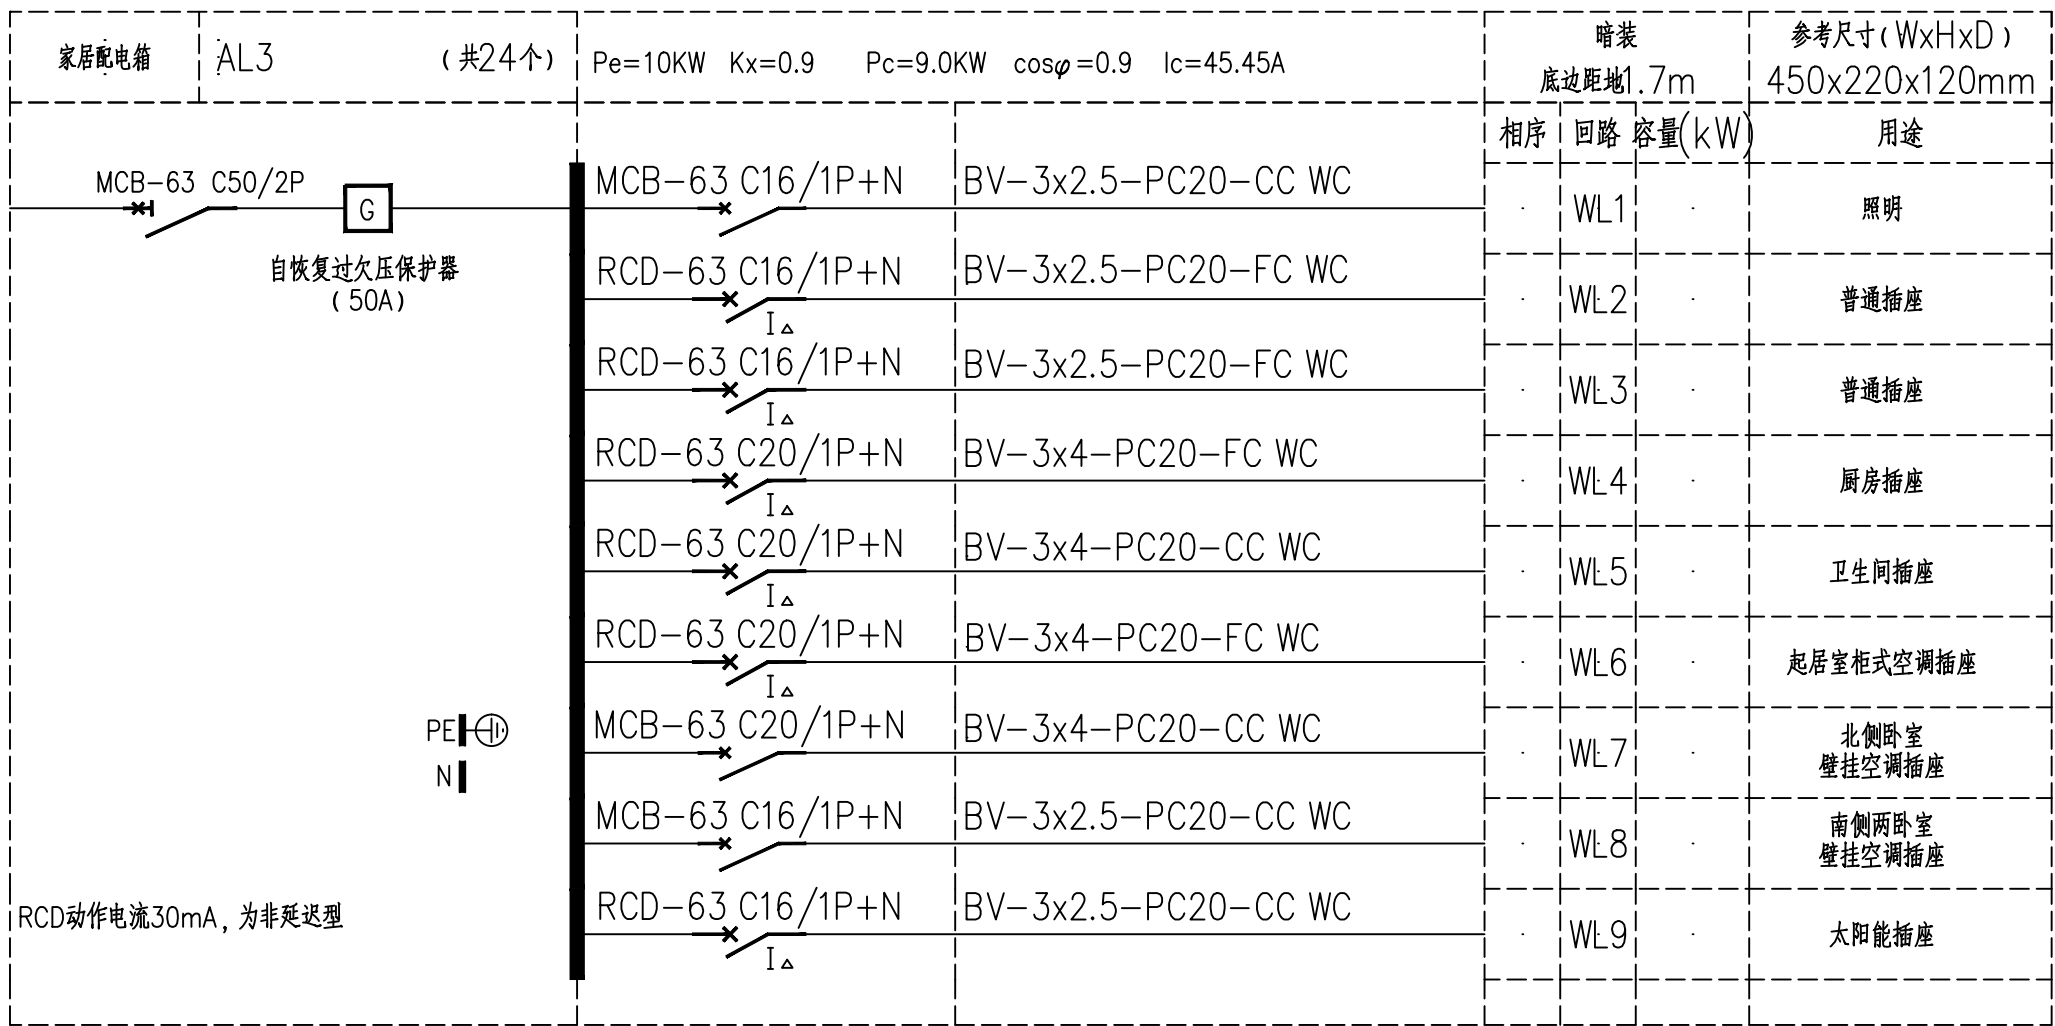 家居配电箱 AL3 (共24个) Pe=10KW Kx=0.9 Pc=9.0KW cosφ=0.9 Ic=45.45A
暗装
底边距地1.7m
参考尺寸(WxHxD)
450x220x120mm
相序 回路 容量(kW) 用途
MCB-63 C50/2P
G
自恢复过欠压保护器
(50A)
MCB-63 C16/1P+N BV-3x2.5-PC20-CC WC WL1 照明
RCD-63 C16/1P+N BV-3x2.5-PC20-FC WC WL2 普通插座
I△
RCD-63 C16/1P+N BV-3x2.5-PC20-FC WC WL3 普通插座
I△
RCD-63 C20/1P+N BV-3x4-PC20-FC WC WL4 厨房插座
I△
RCD-63 C20/1P+N BV-3x4-PC20-CC WC WL5 卫生间插座
I△
RCD-63 C20/1P+N BV-3x4-PC20-FC WC WL6 起居室柜式空调插座
I△
MCB-63 C20/1P+N BV-3x4-PC20-CC WC WL7 北侧卧室
壁挂空调插座
PE
N
MCB-63 C16/1P+N BV-3x2.5-PC20-CC WC WL8 南侧两卧室
壁挂空调插座
RCD-63 C16/1P+N BV-3x2.5-PC20-CC WC WL9 太阳能插座
I△
RCD动作电流30mA,为非延迟型